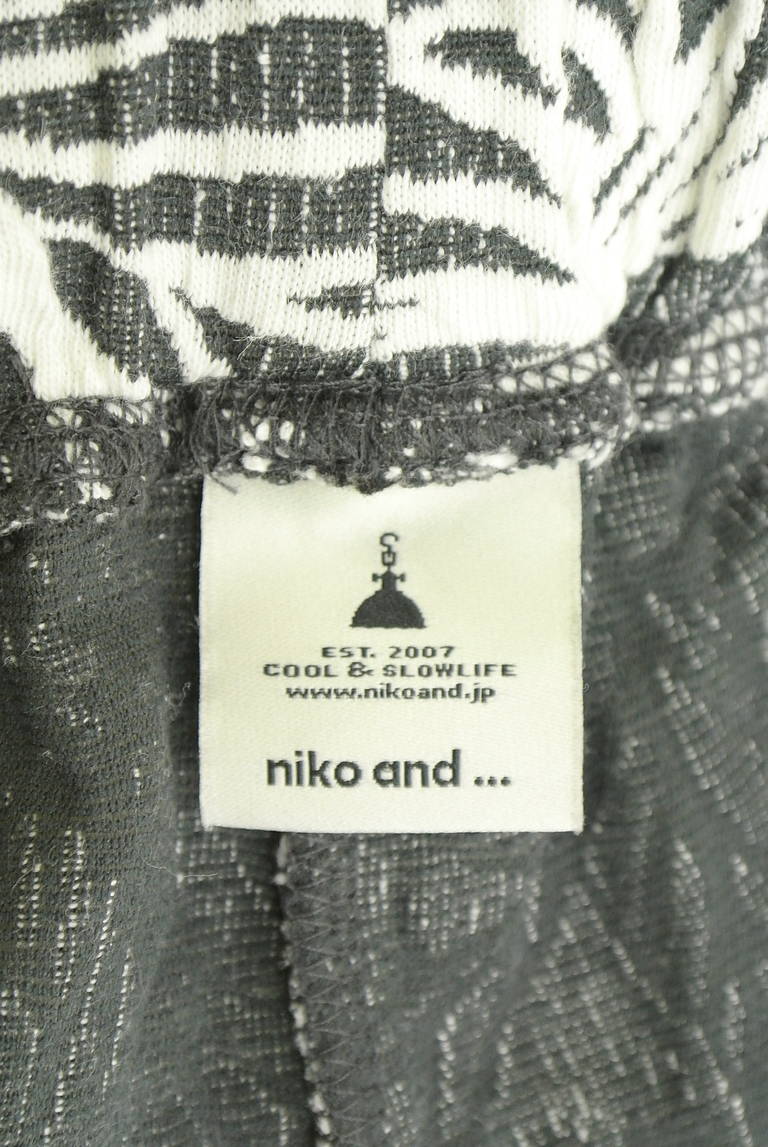 EST. 2007
COOL & SLOWLIFE
www.nikoand.jp
niko and ...